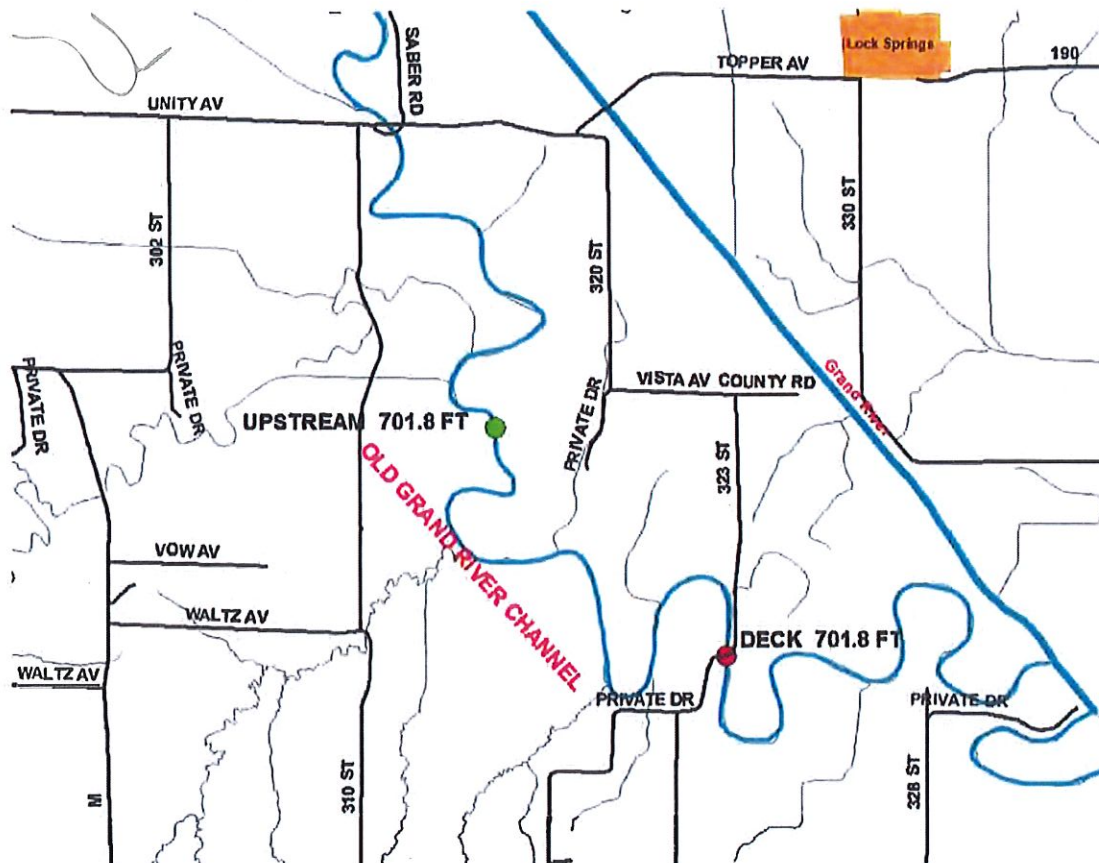 Lock Springs
SABER RD
TOPPER AV
190
UNITY AV
302 ST
320 ST
330 ST
PRIVATE DR
PRIVATE DR
VISTA AV COUNTY RD
Grand River
UPSTREAM 701.8 FT
PRIVATE DR
OLD GRAND RIVER CHANNEL
323 ST
VOW AV
WALTZ AV
DECK 701.8 FT
WALTZ AV
PRIVATE DR
PRIVATE DR
M
310 ST
328 ST